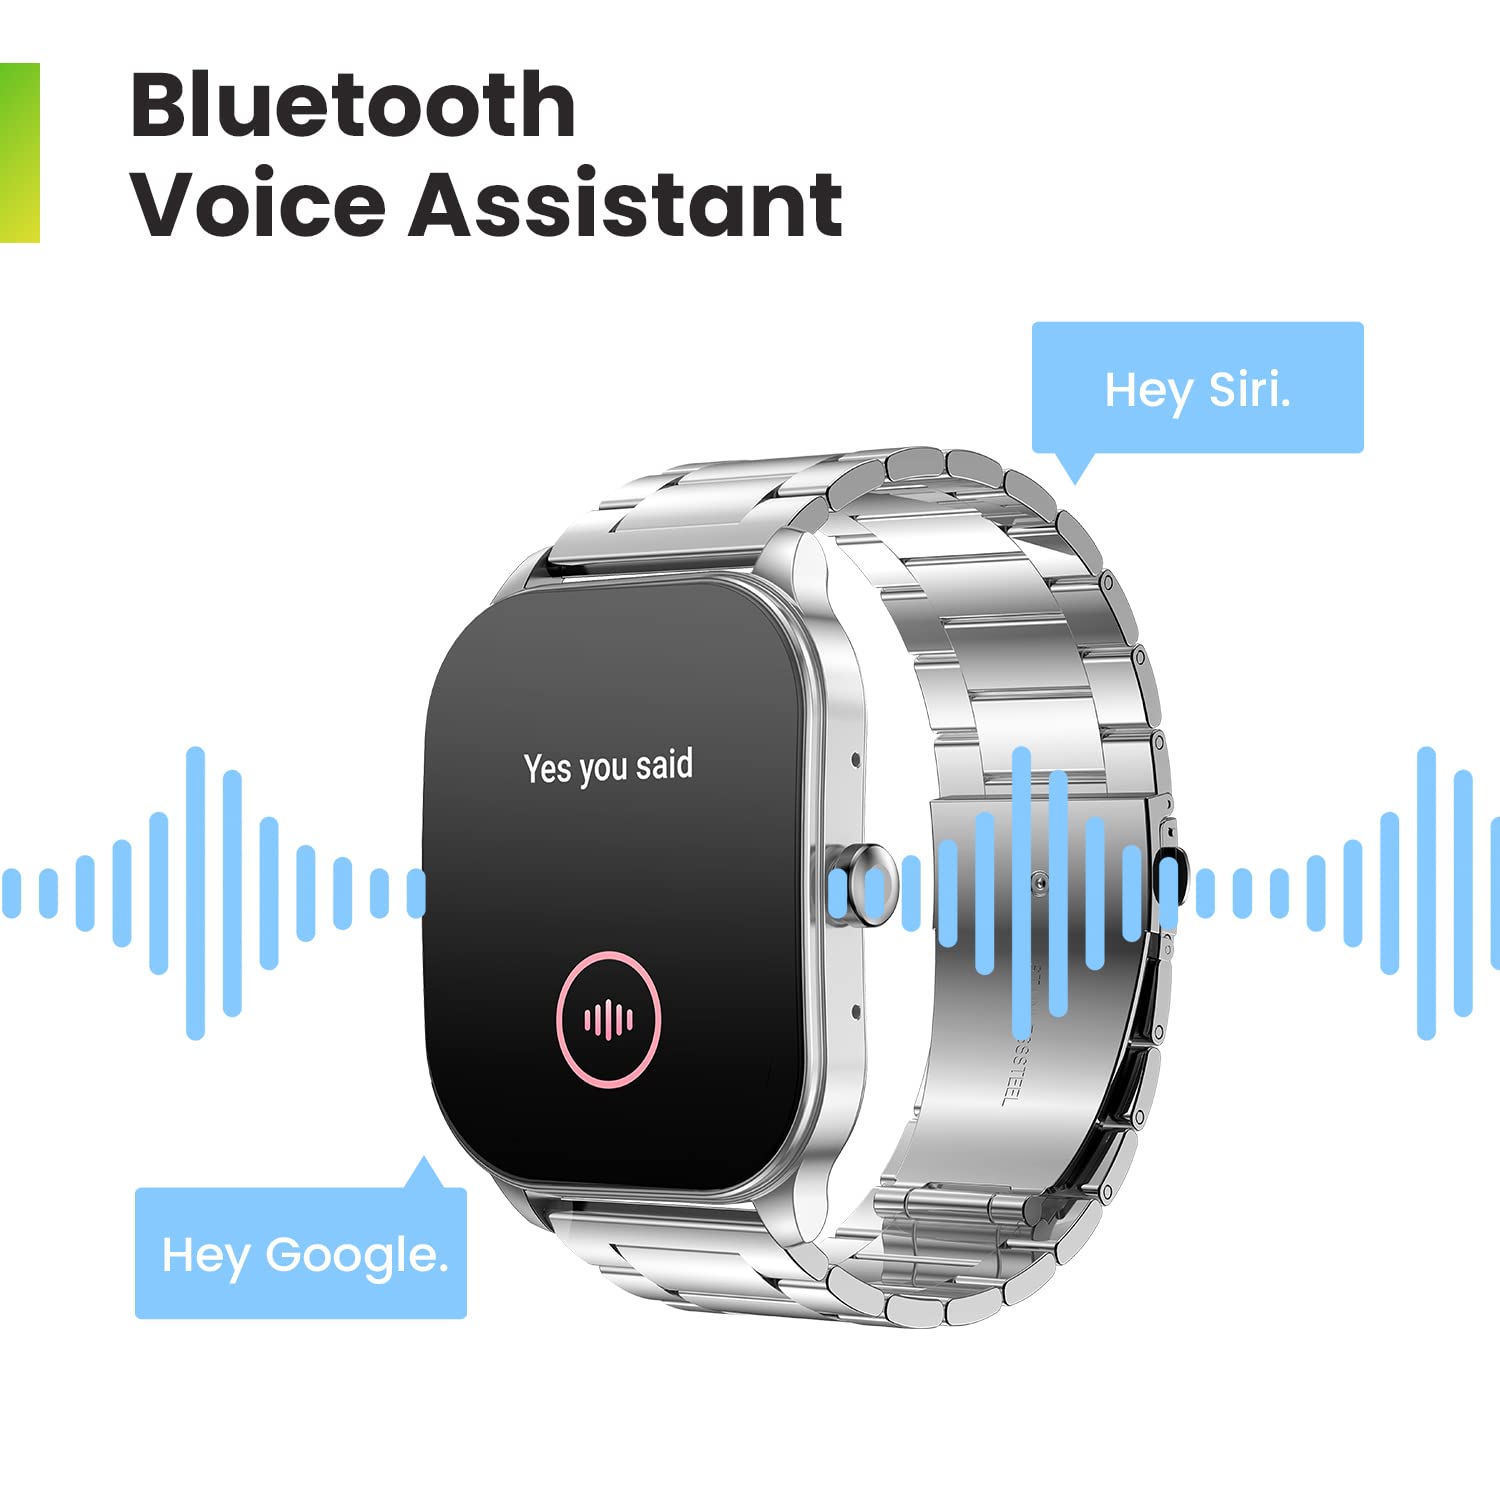 Bluetooth
Voice Assistant
Hey Siri.
Yes you said
Hey Google.